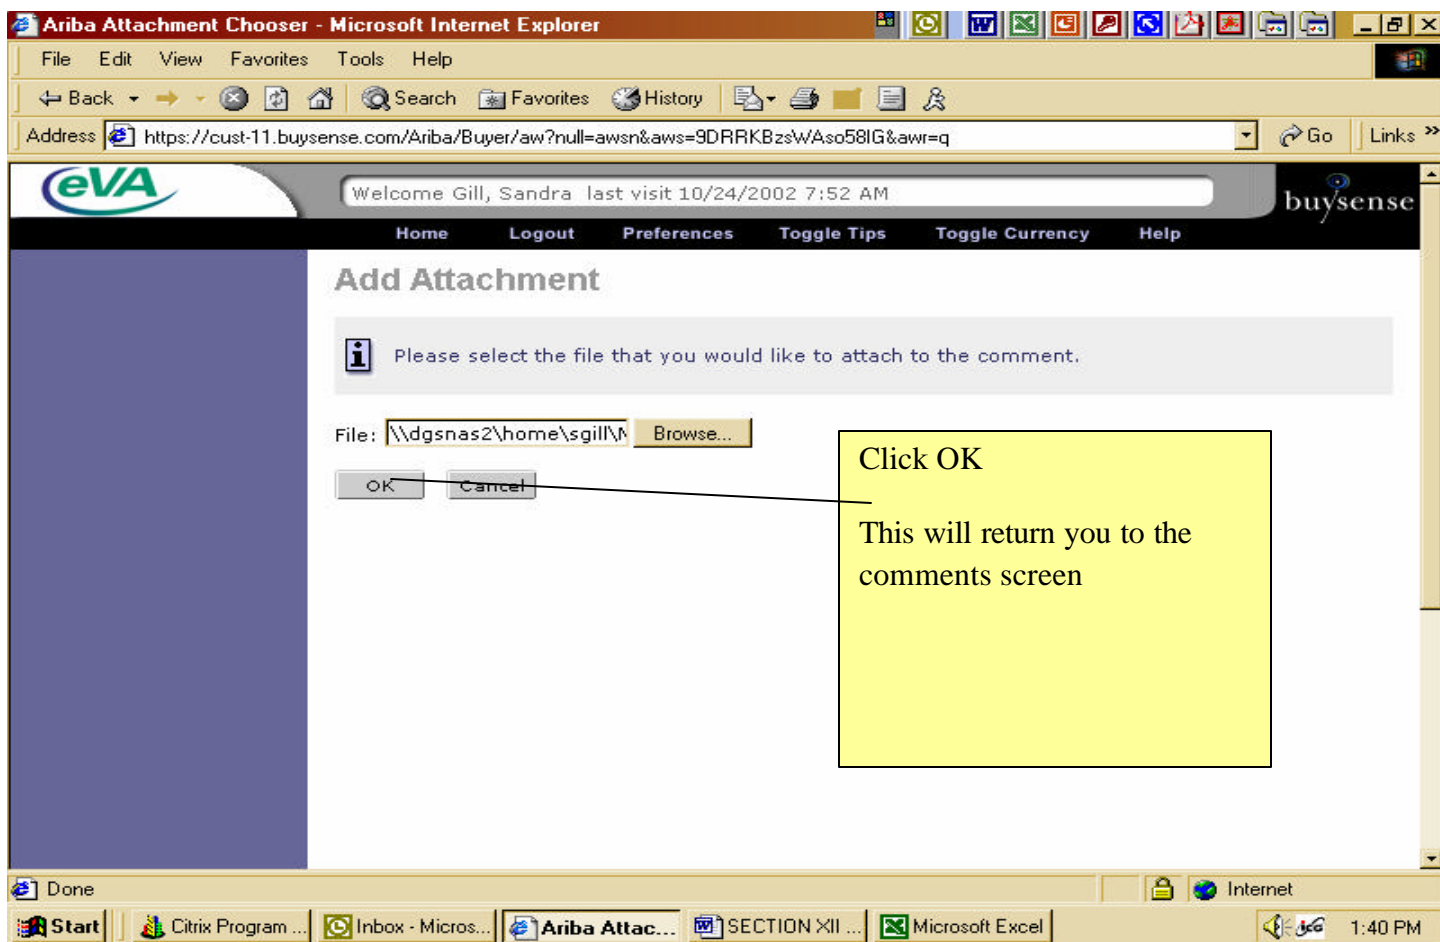 Ariba Attachment Chooser - Microsoft Internet Explorer
File Edit View Favorites Tools Help
Back Search Favorites History
Address https://cust-11.buysense.com/Ariba/Buyer/aw?null=awsn&aws=9DRRKBzsWAso58IG&awr=q Go Links »
eVA
Welcome Gill, Sandra last visit 10/24/2002 7:52 AM
buysense
Home Logout Preferences Toggle Tips Toggle Currency Help
Add Attachment
Please select the file that you would like to attach to the comment.
File: \\dgsnas2\home\sgill\ Browse...
OK Cancel
Click OK
This will return you to the
comments screen
Done Internet
Start Citrix Program ... Inbox - Micros... Ariba Attac... SECTION XII ... Microsoft Excel 1:40 PM